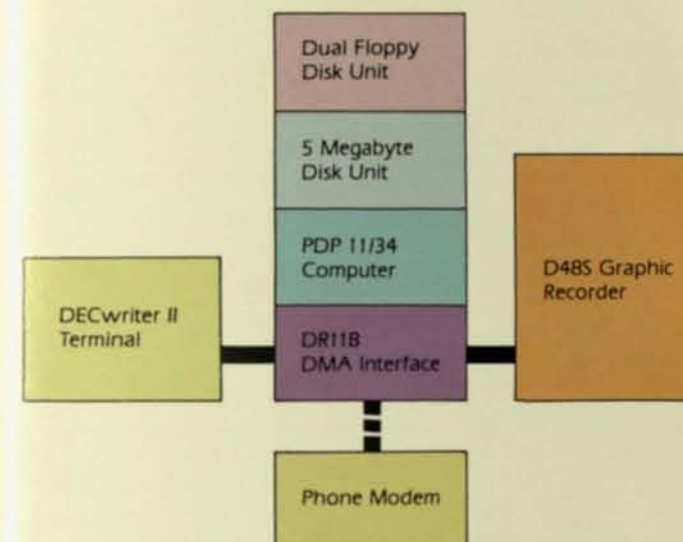 Dual Floppy
Disk Unit
5 Megabyte
Disk Unit
PDP 11/34
Computer
DECwriter II
Terminal
DR11B
DMA Interface
D48S Graphic
Recorder
Phone Modem